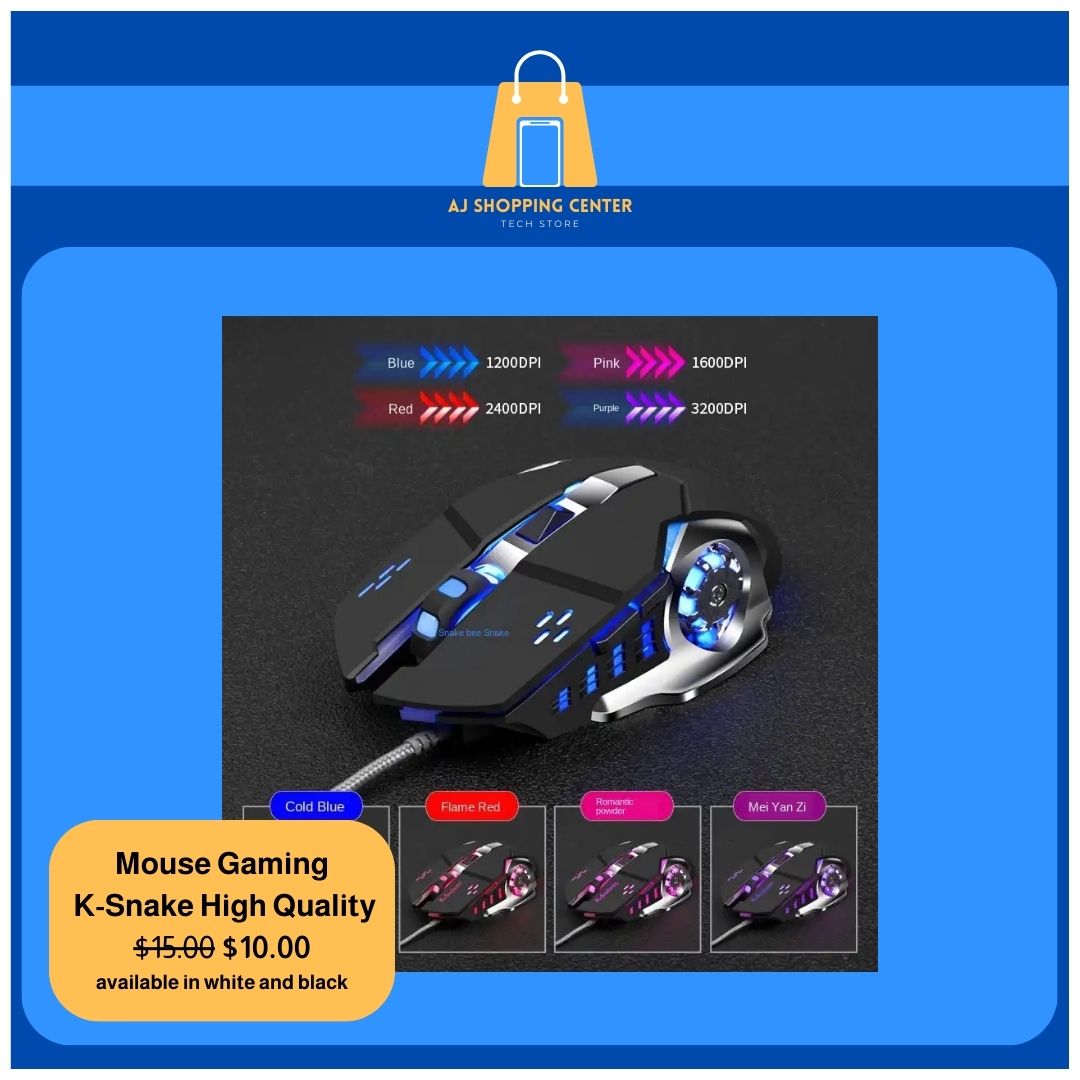 AJ SHOPPING CENTER
TECH STORE
Blue 1200DPI
Pink 1600DPI
Red 2400DPI
Purple 3200DPI
Snake bee Snake
Cold Blue
Flame Red
Romantic
powder
Mei Yan Zi
Mouse Gaming
K-Snake High Quality
$15.00 $10.00
available in white and black